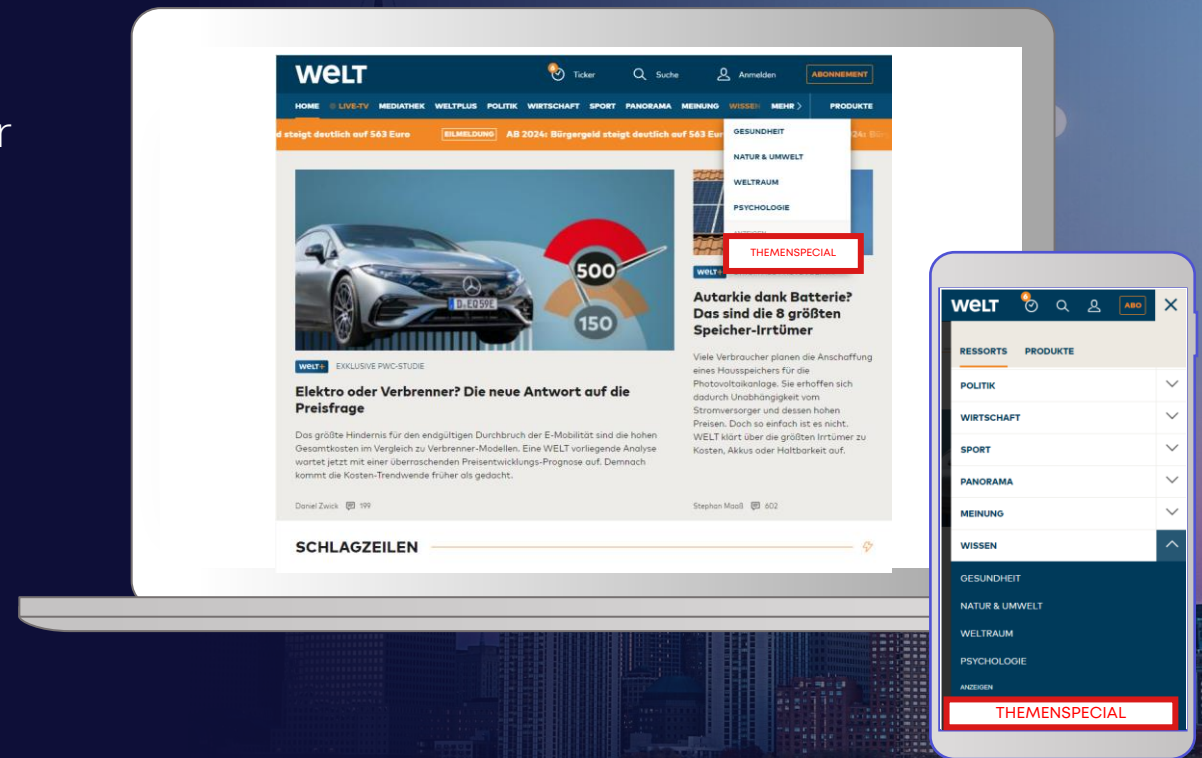 r
r
WELT
Ticker
Suche
Anmelden
ABONNEMENT
HOME LIVE-TV MEDIATHEK WELTPLUS POLITIK WIRTSCHAFT SPORT PANORAMA MEINUNG WISSEN MEHR PRODUKTE
d steigt deutlich auf 563 Euro EILMELDUNG AB 2024: Bürgergeld steigt deutlich auf 563 Eur 24: Bür
GESUNDHEIT
NATUR & UMWELT
WELTRAUM
PSYCHOLOGIE
ANZEIGEN
THEMENSPECIAL
500
150
D-EQ 59E
WELT+ EXKLUSIVE PWC-STUDIE
Elektro oder Verbrenner? Die neue Antwort auf die
Preisfrage
Das größte Hindernis für den endgültigen Durchbruch der E-Mobilität sind die hohen
Gesamtkosten im Vergleich zu Verbrenner-Modellen. Eine WELT vorliegende Analyse
wartet jetzt mit einer überraschenden Preisentwicklungs-Prognose auf. Demnach
kommt die Kosten-Trendwende früher als gedacht.
Daniel Zwick 199
WELT+
Autarkie dank Batterie?
Das sind die 8 größten
Speicher-Irrtümer
Viele Verbraucher planen die Anschaffung
eines Hausspeichers für die
Photovoltaikanlage. Sie erhoffen sich
dadurch Unabhängigkeit vom
Stromversorger und dessen hohen
Preisen. Doch so einfach ist es nicht.
WELT klärt über die größten Irrtümer zu
Kosten, Akkus oder Haltbarkeit auf.
Stephan Maaß 602
SCHLAGZEILEN
WELT
ABO
RESSORTS PRODUKTE
POLITIK
WIRTSCHAFT
SPORT
PANORAMA
MEINUNG
WISSEN
GESUNDHEIT
NATUR & UMWELT
WELTRAUM
PSYCHOLOGIE
ANZEIGEN
THEMENSPECIAL